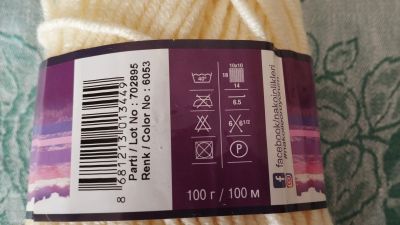 8 681213 013449
Parti / Lot No : 702895
Renk / Color No : 6053
40°
10x10
18
14
6.5
6 6 1/2
P
100 г / 100 м
facebook/nakoiplikleri